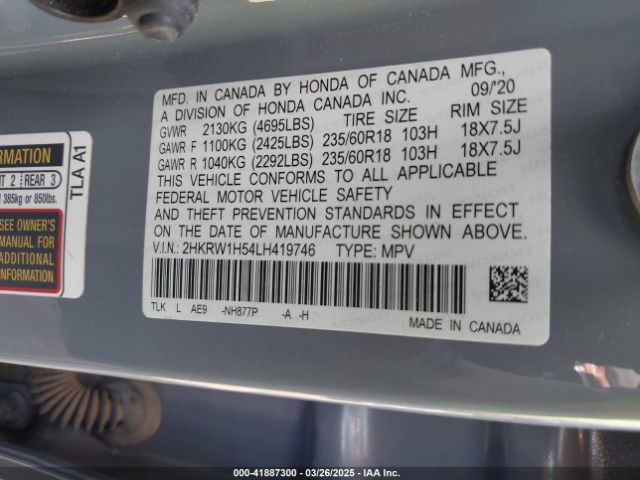 MFD. IN CANADA BY HONDA OF CANADA MFG.,
A DIVISION OF HONDA CANADA INC. 09/'20
GVWR 2130KG (4695LBS) TIRE SIZE RIM SIZE
GAWR F 1100KG (2425LBS) 235/60R18 103H 18X7.5J
GAWR R 1040KG (2292LBS) 235/60R18 103H 18X7.5J
THIS VEHICLE CONFORMS TO ALL APPLICABLE
FEDERAL MOTOR VEHICLE SAFETY
AND THEFT PREVENTION STANDARDS IN EFFECT
ON THE DATE OF MANUFACTURE SHOWN ABOVE.
V.I.N.: 2HKRW1H54LH419746 TYPE: MPV
TLK L AE9 -NH877P -A -H
MADE IN CANADA
RMATION
2 REAR 3
385kg or 850lbs.
SEE OWNER'S
MANUAL FOR
ADDITIONAL
INFORMATION
TLA A1
000-41887300 | 03/26/2025 | IAA Inc.